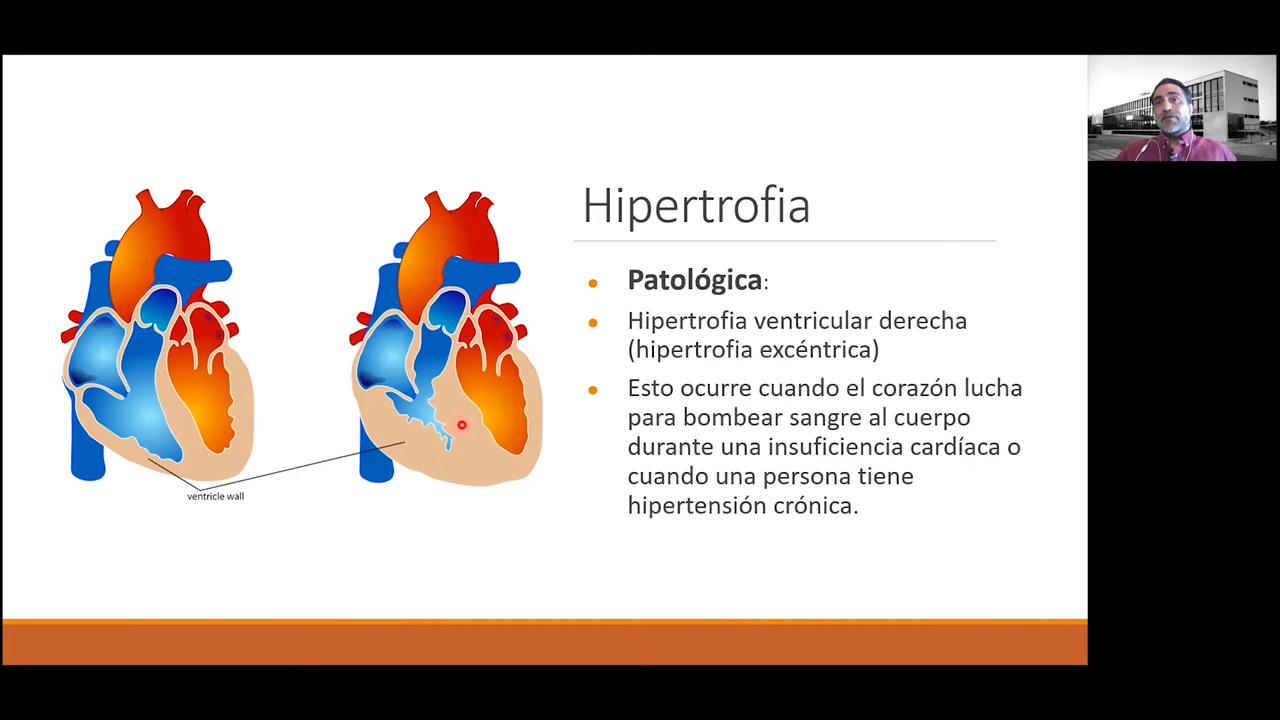 Hipertrofia
Patológica:
Hipertrofia ventricular derecha
(hipertrofia excéntrica)
Esto ocurre cuando el corazón lucha
para bombear sangre al cuerpo
durante una insuficiencia cardíaca o
cuando una persona tiene
hipertensión crónica.
ventricle wall